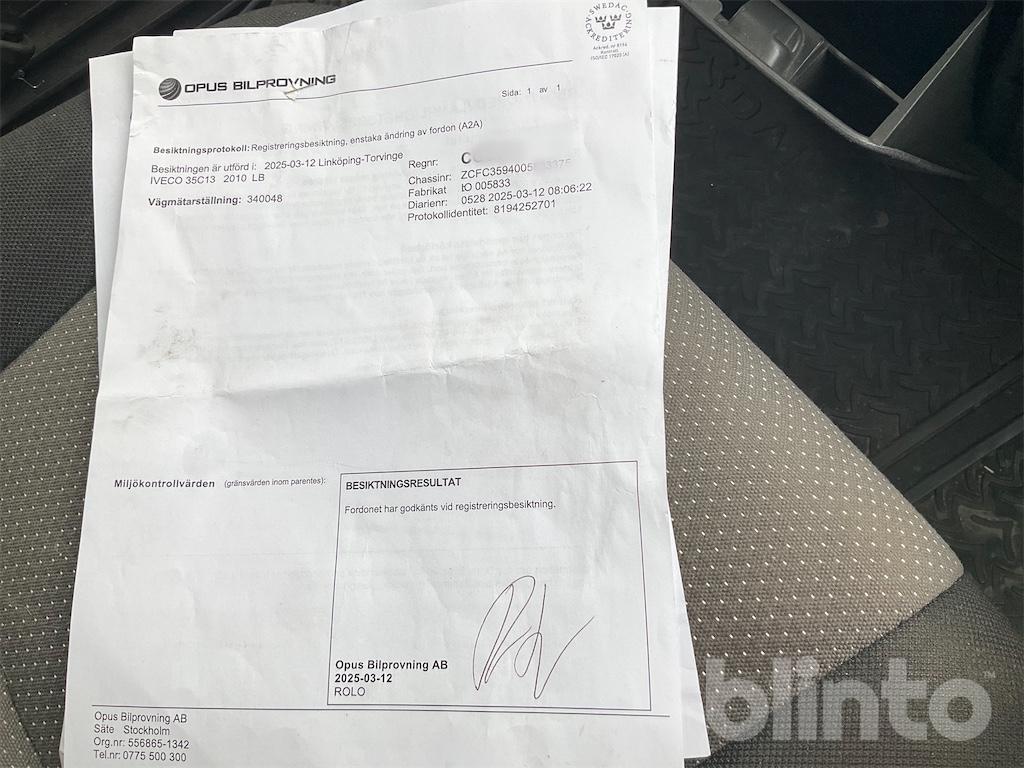 SWEDAC
ACKREDITERING
Ackred. nr 8116
Kontroll
ISO/IEC 17020 (A)
OPUS BILPROVNING
Sida: 1 av 1
Besiktningsprotokoll: Registreringsbesiktning, enstaka ändring av fordon (A2A)
Besiktningen är utförd i: 2025-03-12 Linköping-Torvinge
IVECO 35C13 2010 LB
Vägmätarställning: 340048
Regnr: C
Chassinr: ZCFC3594005
Fabrikat tO 005833
Diarienr: 0528 2025-03-12 08:06:22
Protokollidentitet: 8194252701
Miljökontrollvärden (gränsvärden inom parentes):
BESIKTNINGSRESULTAT
Fordonet har godkänts vid registreringsbesiktning.
Opus Bilprovning AB
2025-03-12
ROLO
Opus Bilprovning AB
Säte Stockholm
Org.nr: 556865-1342
Tel.nr: 0775 500 300
blinto